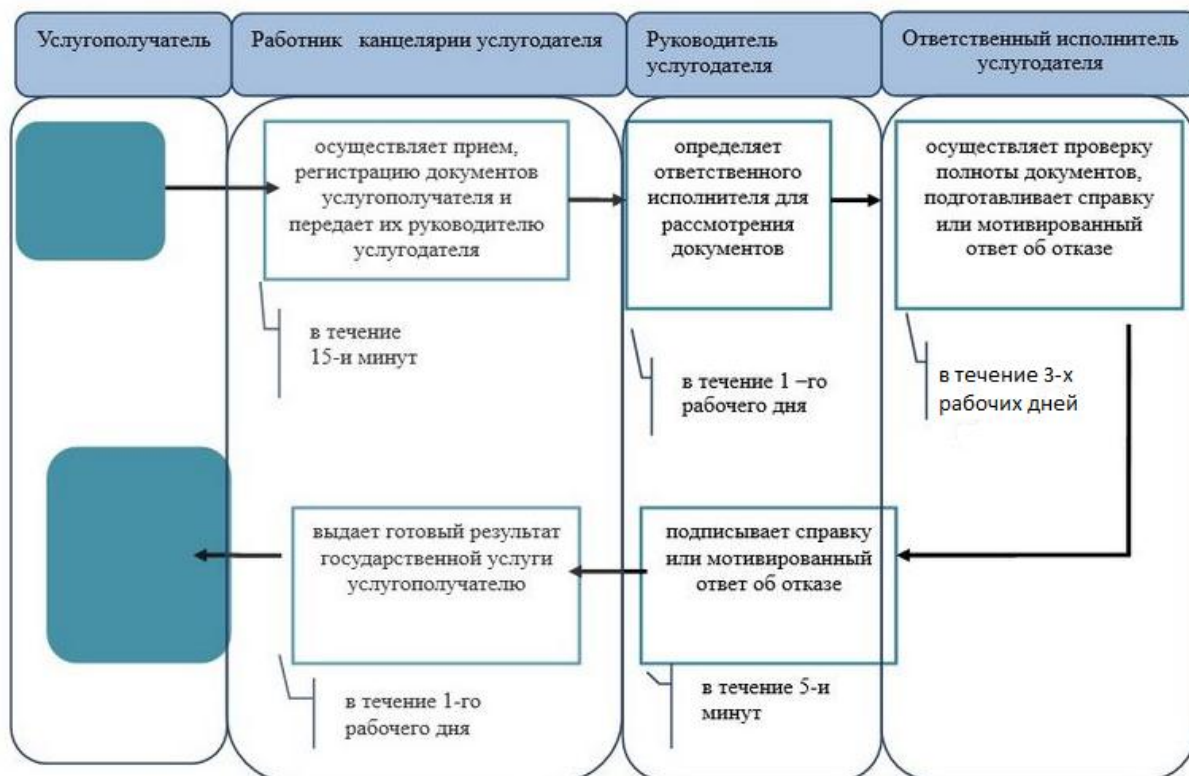 Услугополучатель
Работник канцелярии услугодателя
Руководитель
услугодателя
Ответственный исполнитель
услугодателя
осуществляет прием,
регистрацию документов
услугополучателя и
передает их руководителю
услугодателя
определяет
ответственного
исполнителя для
рассмотрения
документов
осуществляет проверку
полноты документов,
подготавливает справку
или мотивированный
ответ об отказе
в течение
15-и минут
в течение 1 –го
рабочего дня
в течение 3-х
рабочих дней
выдает готовый результат
государственной услуги
услугополучателю
подписывает справку
или мотивированный
ответ об отказе
в течение 1-го
рабочего дня
в течение 5-и
минут